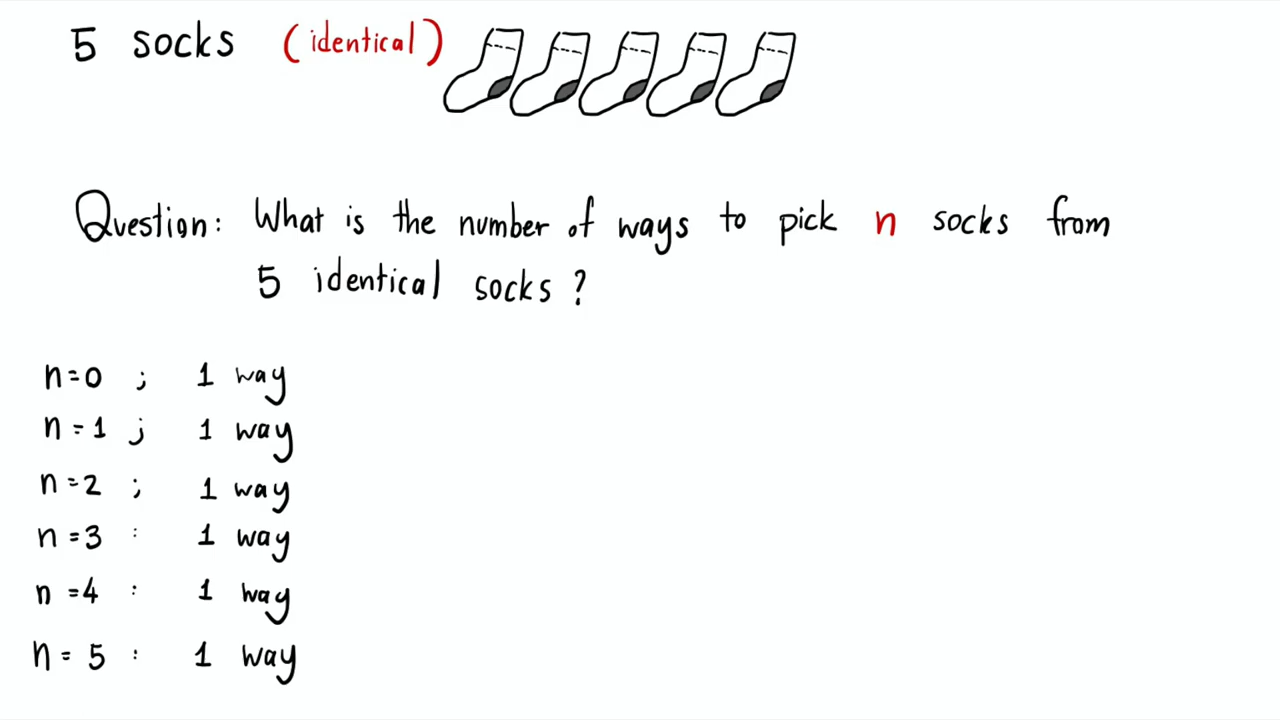 5 socks (identical)
Question: What is the number of ways to pick n socks from
5 identical socks?
n=0 ; 1 way
n=1 ; 1 way
n=2 ; 1 way
n=3 : 1 way
n=4 : 1 way
n=5 : 1 way